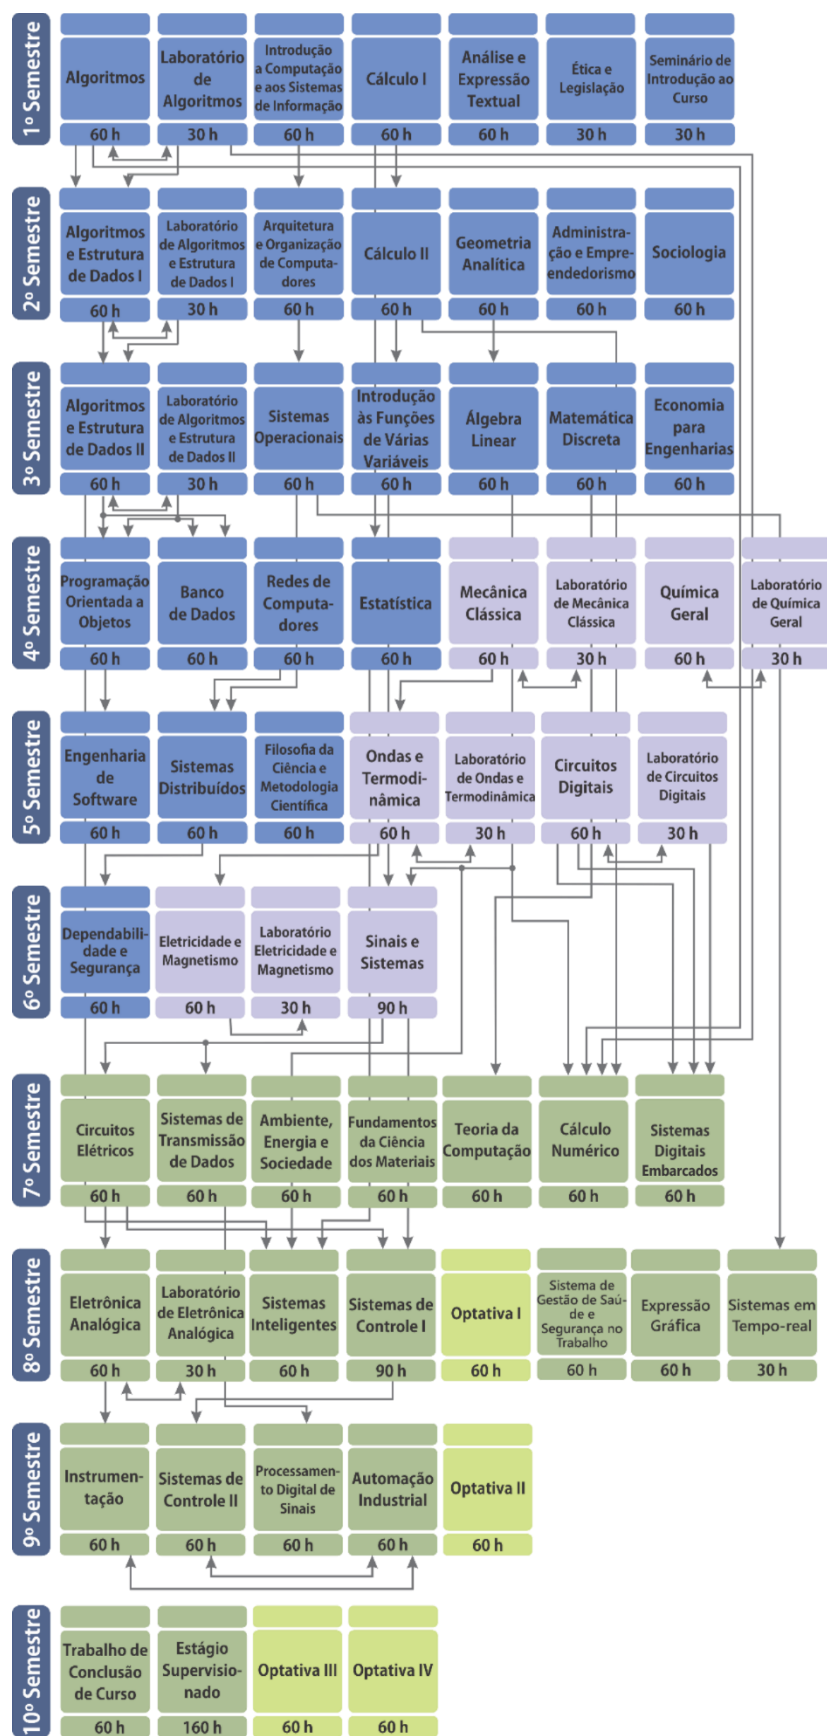 1º Semestre
Algoritmos
60 h
Laboratório
de
Algoritmos
30 h
Introdução
a Computação
e aos Sistemas
de Informação
60 h
Cálculo I
60 h
Análise e
Expressão
Textual
60 h
Ética e
Legislação
30 h
Seminário de
Introdução ao
Curso
30 h
2º Semestre
Algoritmos
e Estrutura
de Dados I
60 h
Laboratório
de Algoritmos
e Estrutura
de Dados I
30 h
Arquitetura
e Organização
de Computa-
dores
60 h
Cálculo II
60 h
Geometria
Analítica
60 h
Administra-
ção e Empre-
endedorismo
60 h
Sociologia
60 h
3º Semestre
Algoritmos
e Estrutura
de Dados II
60 h
Laboratório
de Algoritmos
e Estrutura
de Dados II
30 h
Sistemas
Operacionais
60 h
Introdução
às Funções
de Várias
Variáveis
60 h
Álgebra
Linear
60 h
Matemática
Discreta
60 h
Economia
para
Engenharias
60 h
4º Semestre
Programação
Orientada a
Objetos
60 h
Banco
de Dados
60 h
Redes de
Computa-
dores
60 h
Estatística
60 h
Mecânica
Clássica
60 h
Laboratório
de Mecânica
Clássica
30 h
Química
Geral
60 h
Laboratório
de Química
Geral
30 h
5º Semestre
Engenharia
de
Software
60 h
Sistemas
Distribuídos
60 h
Filosofia da
Ciência e
Metodologia
Científica
60 h
Ondas e
Termodi-
nâmica
60 h
Laboratório
de Ondas e
Termodinâmica
30 h
Circuitos
Digitais
60 h
Laboratório
de Circuitos
Digitais
30 h
6º Semestre
Dependabili-
dade e
Segurança
60 h
Eletricidade e
Magnetismo
60 h
Laboratório
Eletricidade e
Magnetismo
30 h
Sinais e
Sistemas
90 h
7º Semestre
Circuitos
Elétricos
60 h
Sistemas de
Transmissão
de Dados
60 h
Ambiente,
Energia e
Sociedade
60 h
Fundamentos
da Ciência
dos Materiais
60 h
Teoria da
Computação
60 h
Cálculo
Numérico
60 h
Sistemas
Digitais
Embarcados
60 h
8º Semestre
Eletrônica
Analógica
60 h
Laboratório
de Eletrônica
Analógica
30 h
Sistemas
Inteligentes
60 h
Sistemas de
Controle I
90 h
Optativa I
60 h
Sistema de
Gestão de Saú-
de e
Segurança no
Trabalho
60 h
Expressão
Gráfica
60 h
Sistemas em
Tempo-real
30 h
9º Semestre
Instrumen-
tação
60 h
Sistemas de
Controle II
60 h
Processamen-
to Digital de
Sinais
60 h
Automação
Industrial
60 h
Optativa II
60 h
10º Semestre
Trabalho de
Conclusão
de Curso
60 h
Estágio
Supervisio-
nado
160 h
Optativa III
60 h
Optativa IV
60 h